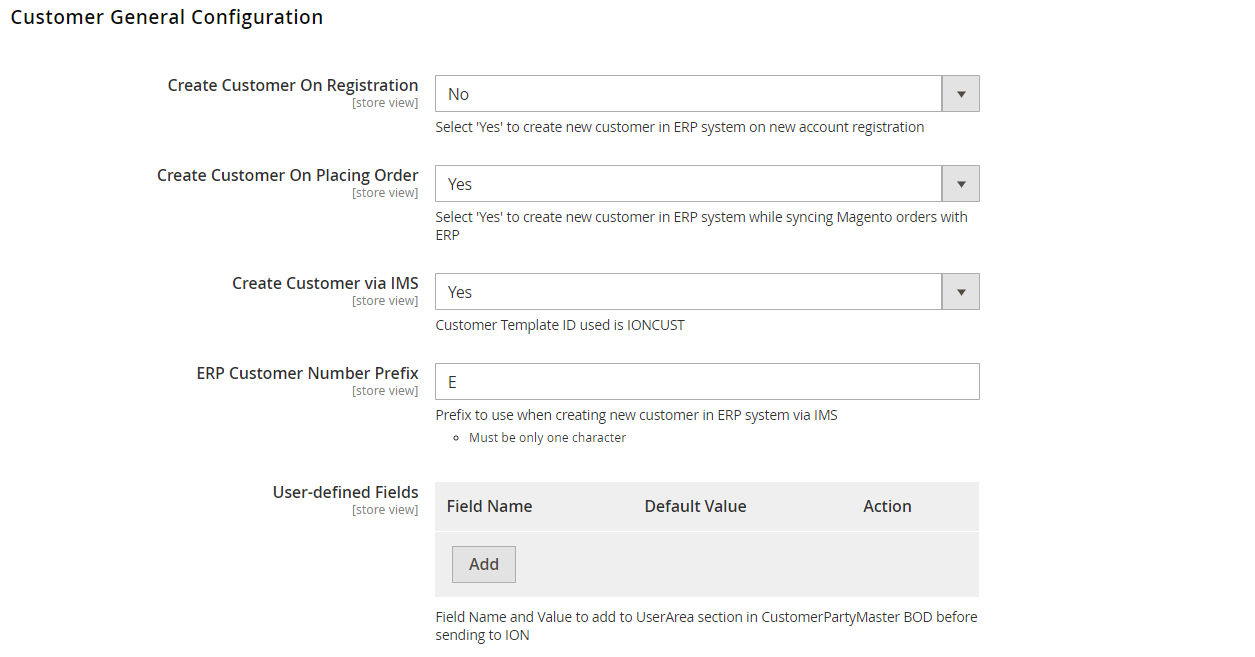 Customer General Configuration
Create Customer On Registration
[store view]
No
Select 'Yes' to create new customer in ERP system on new account registration
Create Customer On Placing Order
[store view]
Yes
Select 'Yes' to create new customer in ERP system while syncing Magento orders with
ERP
Create Customer via IMS
[store view]
Yes
Customer Template ID used is IONCUST
ERP Customer Number Prefix
[store view]
E
Prefix to use when creating new customer in ERP system via IMS
Must be only one character
User-defined Fields
[store view]
Field Name Default Value Action
Add
Field Name and Value to add to UserArea section in CustomerPartyMaster BOD before
sending to ION